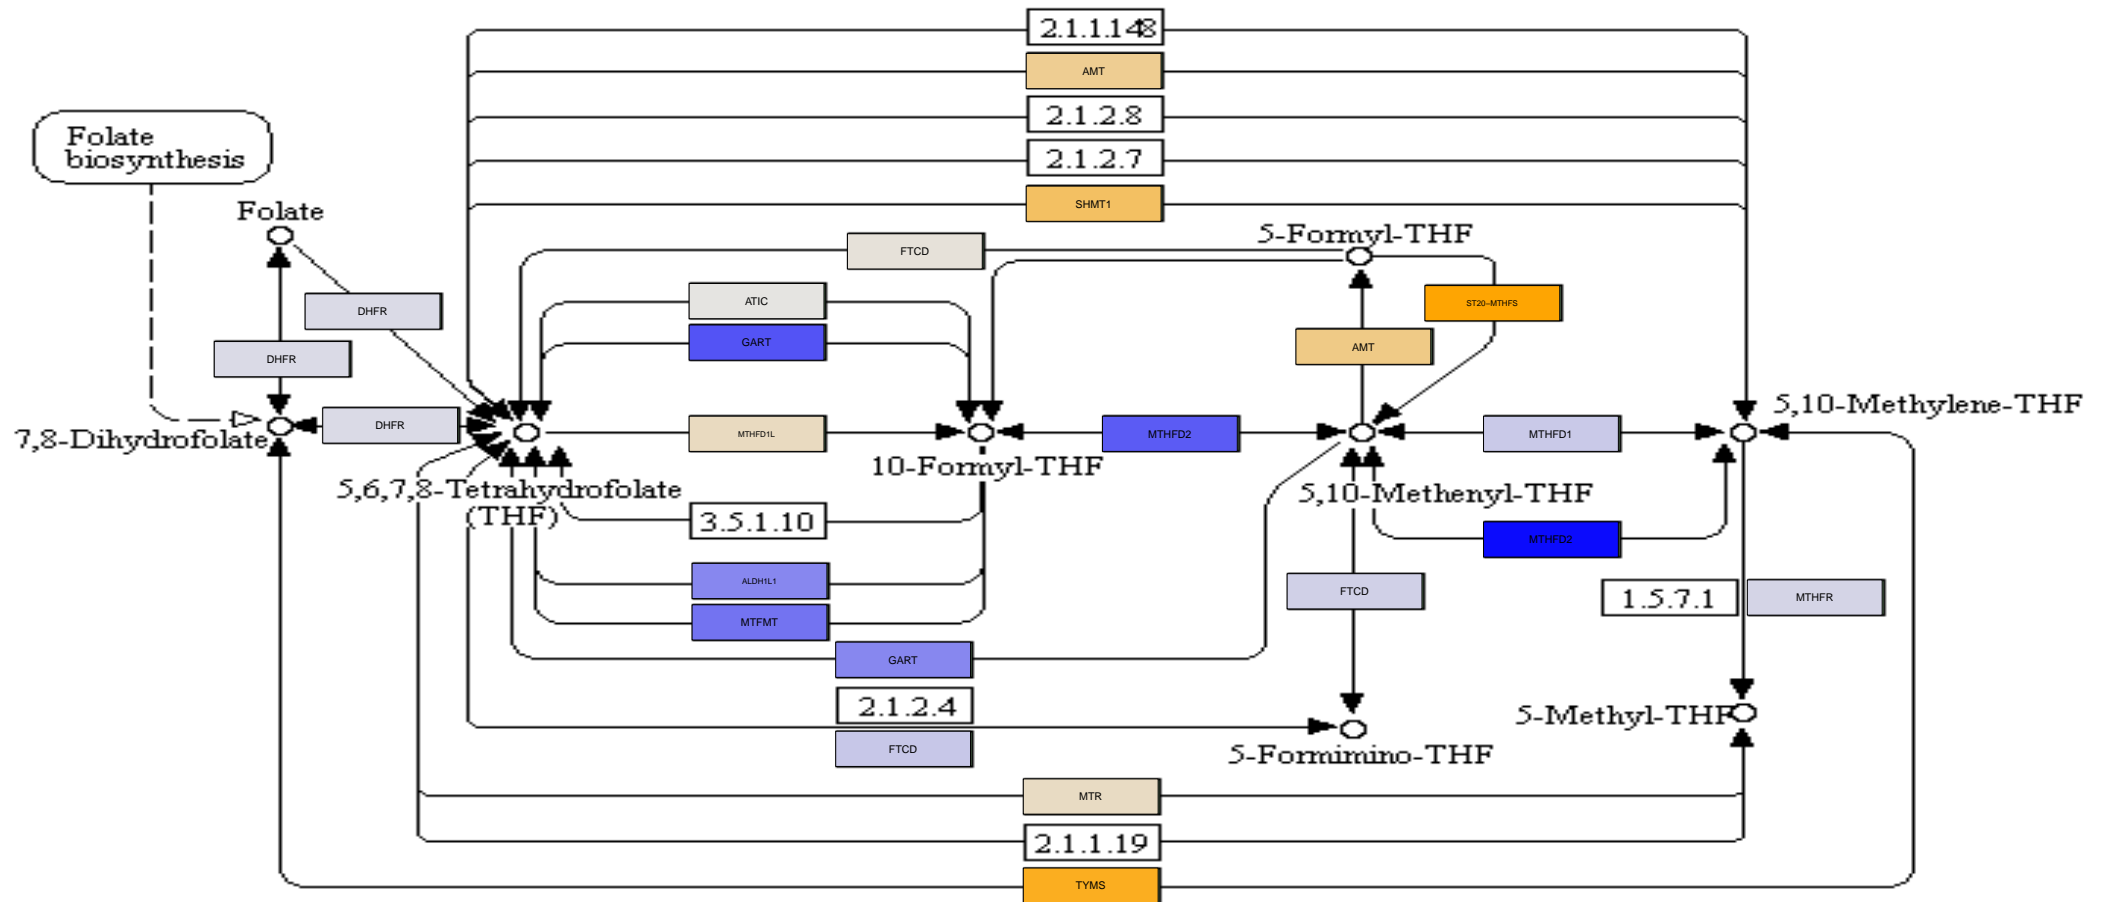 2.1.1.148
AMT
2.1.2.8
Folate
biosynthesis
2.1.2.7
SHMT1
Folate
5-Formyl-THF
FTCD
ATIC
ST20-MTHFS
DHFR
GART
AMT
DHFR
5,10-Methylene-THF
DHFR
MTHFD1L
MTHFD2
MTHFD1
7,8-Dihydrofolate
10-Formyl-THF
5,6,7,8-Tetrahydrofolate
(THF)
5,10-Methenyl-THF
3.5.1.10
MTHFD2
ALDH1L1
FTCD
1.5.7.1
MTHFR
MTFMT
GART
2.1.2.4
5-Methyl-THF
FTCD
5-Formimino-THF
MTR
2.1.1.19
TYMS